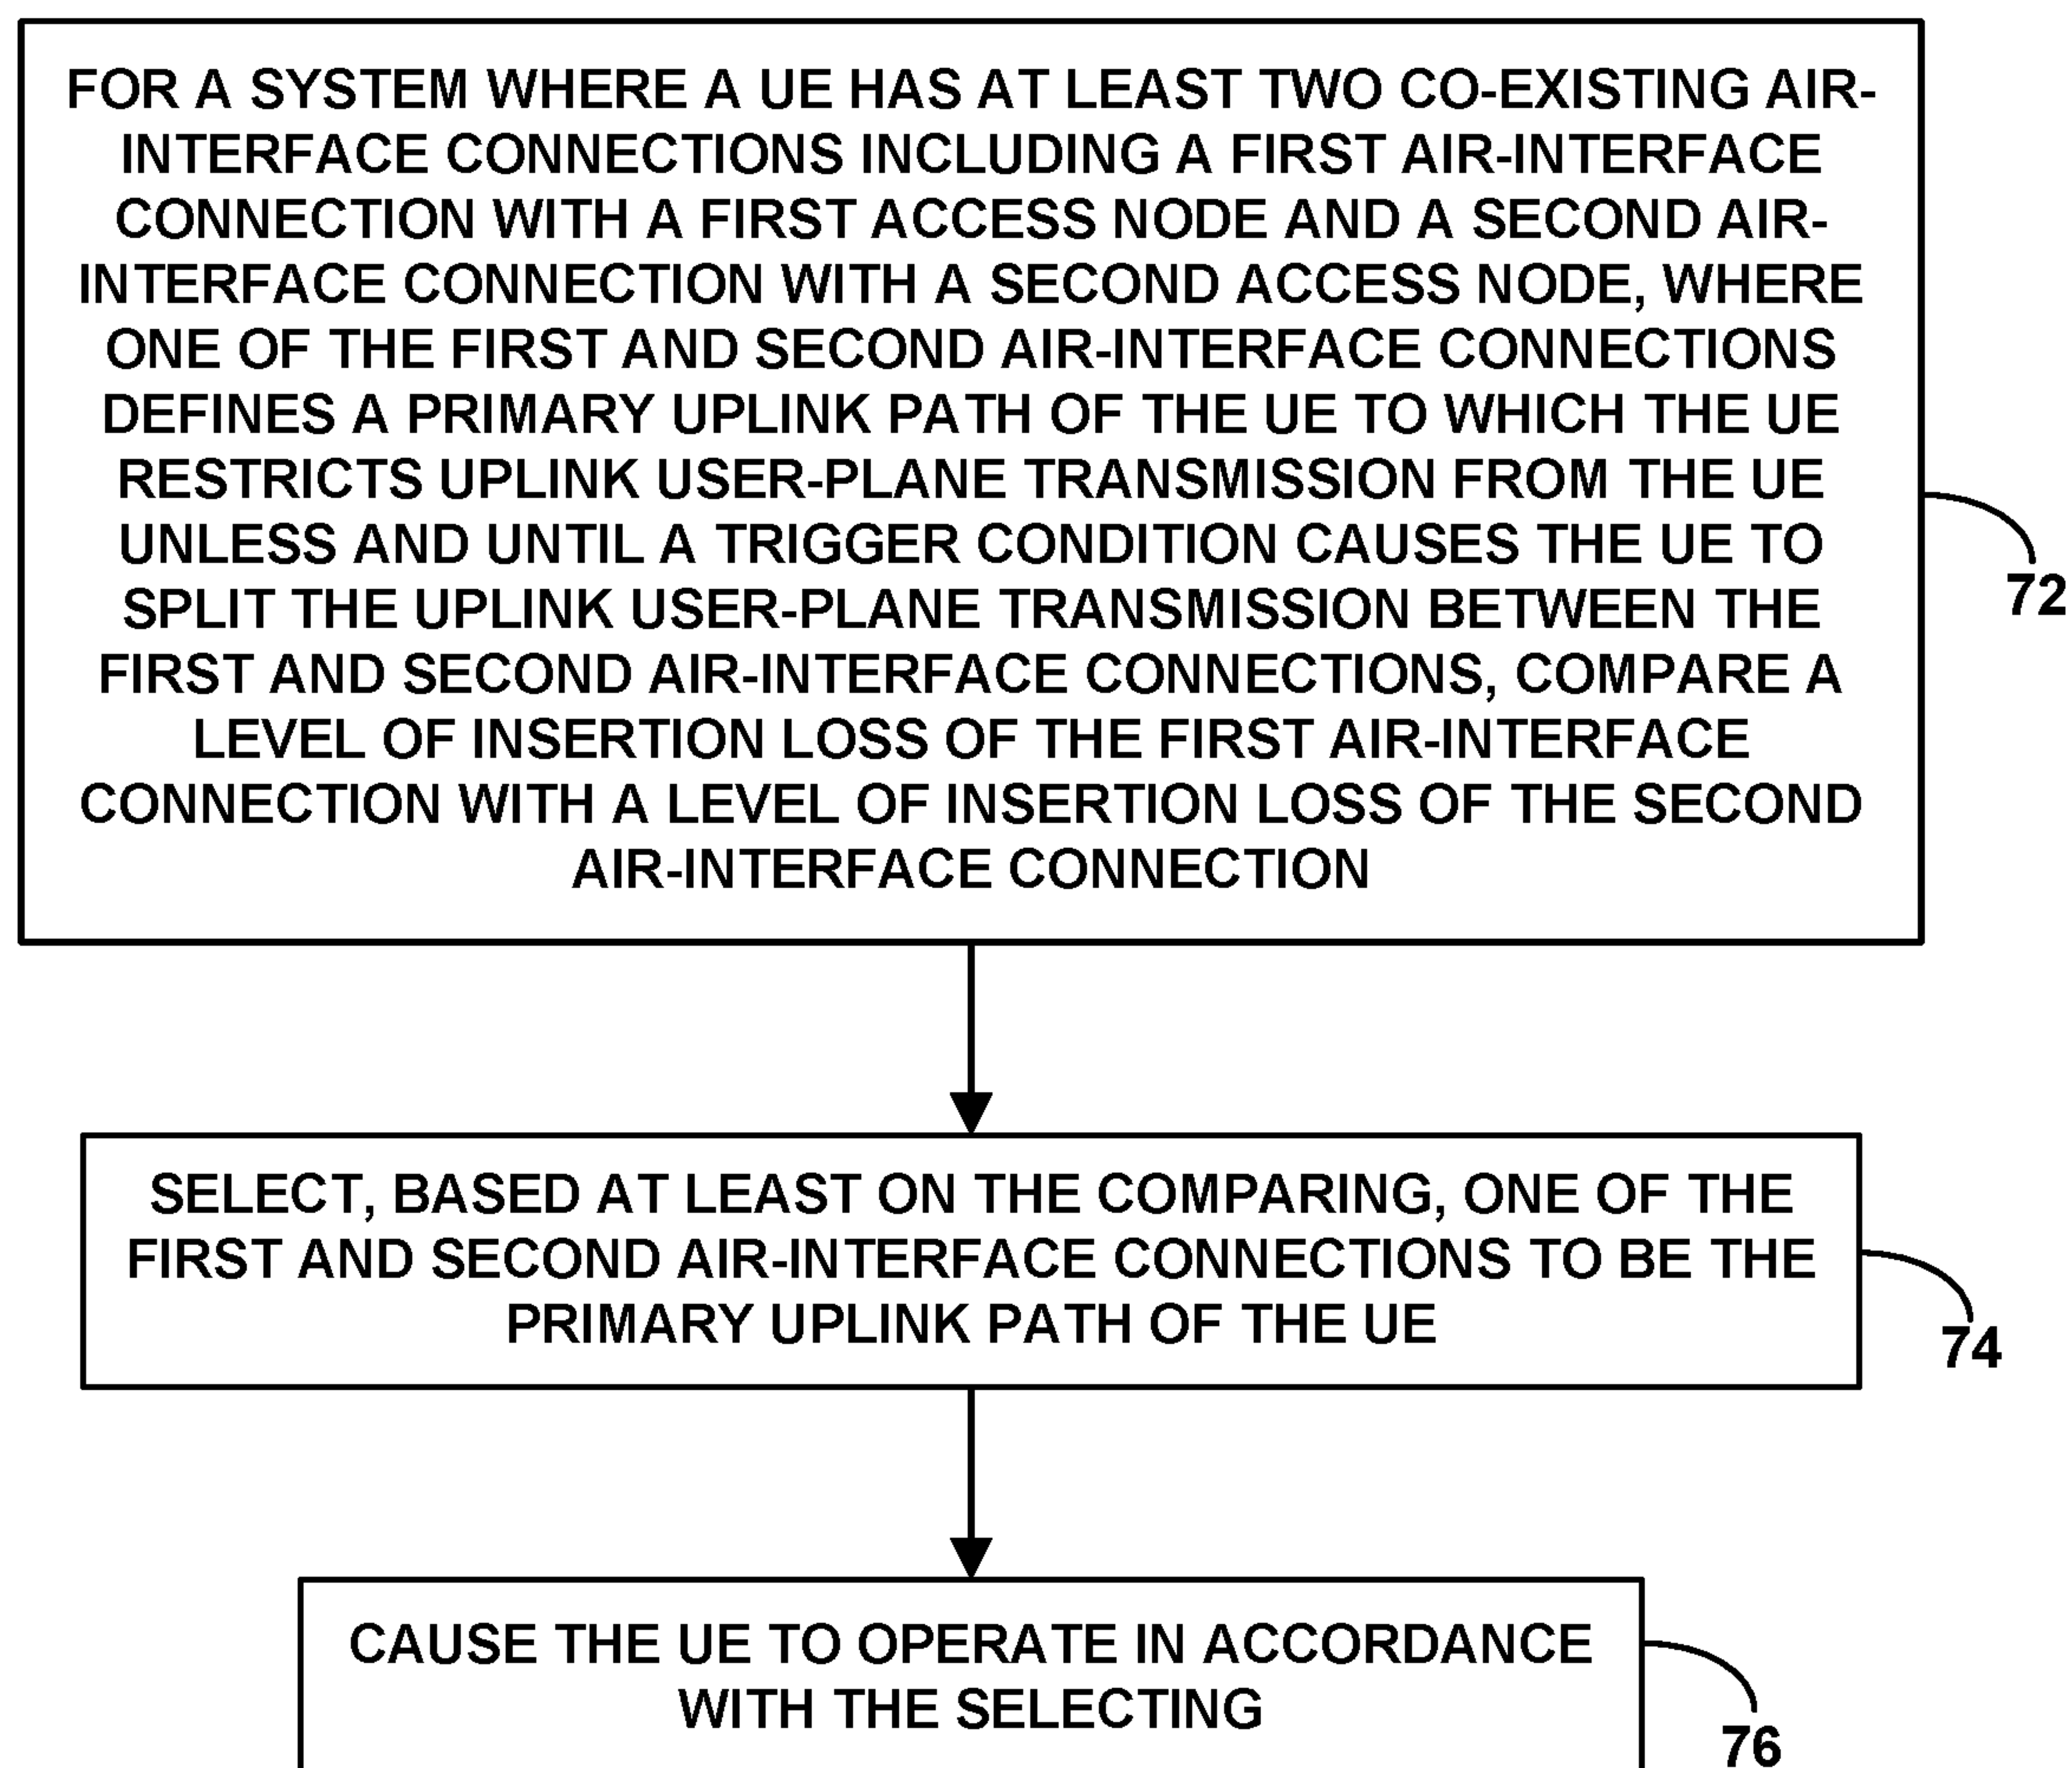 FOR A SYSTEM WHERE A UE HAS AT LEAST TWO CO-EXISTING AIR-
INTERFACE CONNECTIONS INCLUDING A FIRST AIR-INTERFACE
CONNECTION WITH A FIRST ACCESS NODE AND A SECOND AIR-
INTERFACE CONNECTION WITH A SECOND ACCESS NODE, WHERE
ONE OF THE FIRST AND SECOND AIR-INTERFACE CONNECTIONS
DEFINES A PRIMARY UPLINK PATH OF THE UE TO WHICH THE UE
RESTRICTS UPLINK USER-PLANE TRANSMISSION FROM THE UE
UNLESS AND UNTIL A TRIGGER CONDITION CAUSES THE UE TO
SPLIT THE UPLINK USER-PLANE TRANSMISSION BETWEEN THE
FIRST AND SECOND AIR-INTERFACE CONNECTIONS, COMPARE A
LEVEL OF INSERTION LOSS OF THE FIRST AIR-INTERFACE
CONNECTION WITH A LEVEL OF INSERTION LOSS OF THE SECOND
AIR-INTERFACE CONNECTION
72
SELECT, BASED AT LEAST ON THE COMPARING, ONE OF THE
FIRST AND SECOND AIR-INTERFACE CONNECTIONS TO BE THE
PRIMARY UPLINK PATH OF THE UE
74
CAUSE THE UE TO OPERATE IN ACCORDANCE
WITH THE SELECTING
76